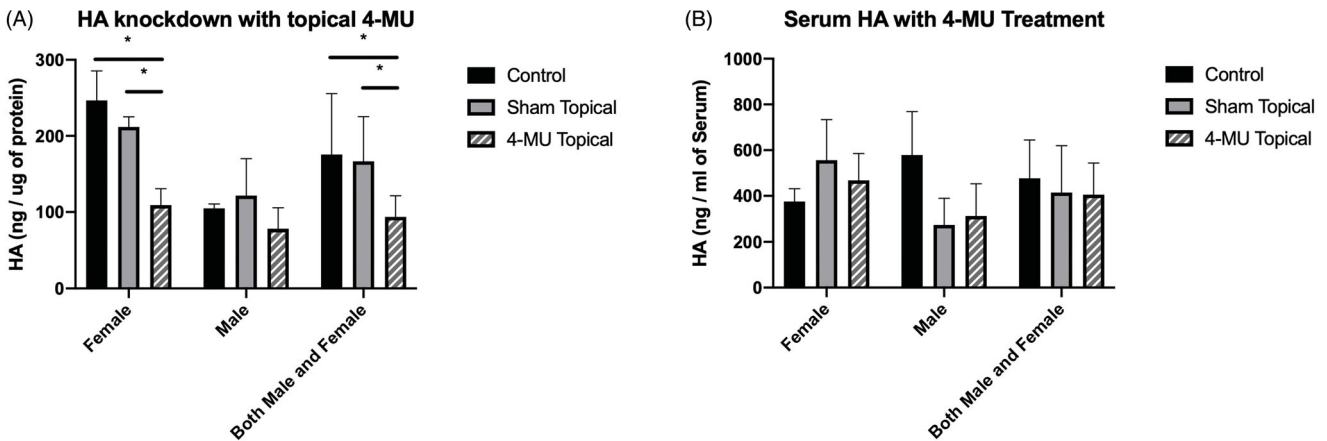 (A)
HA knockdown with topical 4-MU
HA (ng / ug of protein)
300
200
100
0
*
*
*
*
Female
Male
Both Male and Female
Control
Sham Topical
4-MU Topical
(B)
Serum HA with 4-MU Treatment
HA (ng / ml of Serum)
1000
800
600
400
200
0
Female
Male
Both Male and Female
Control
Sham Topical
4-MU Topical